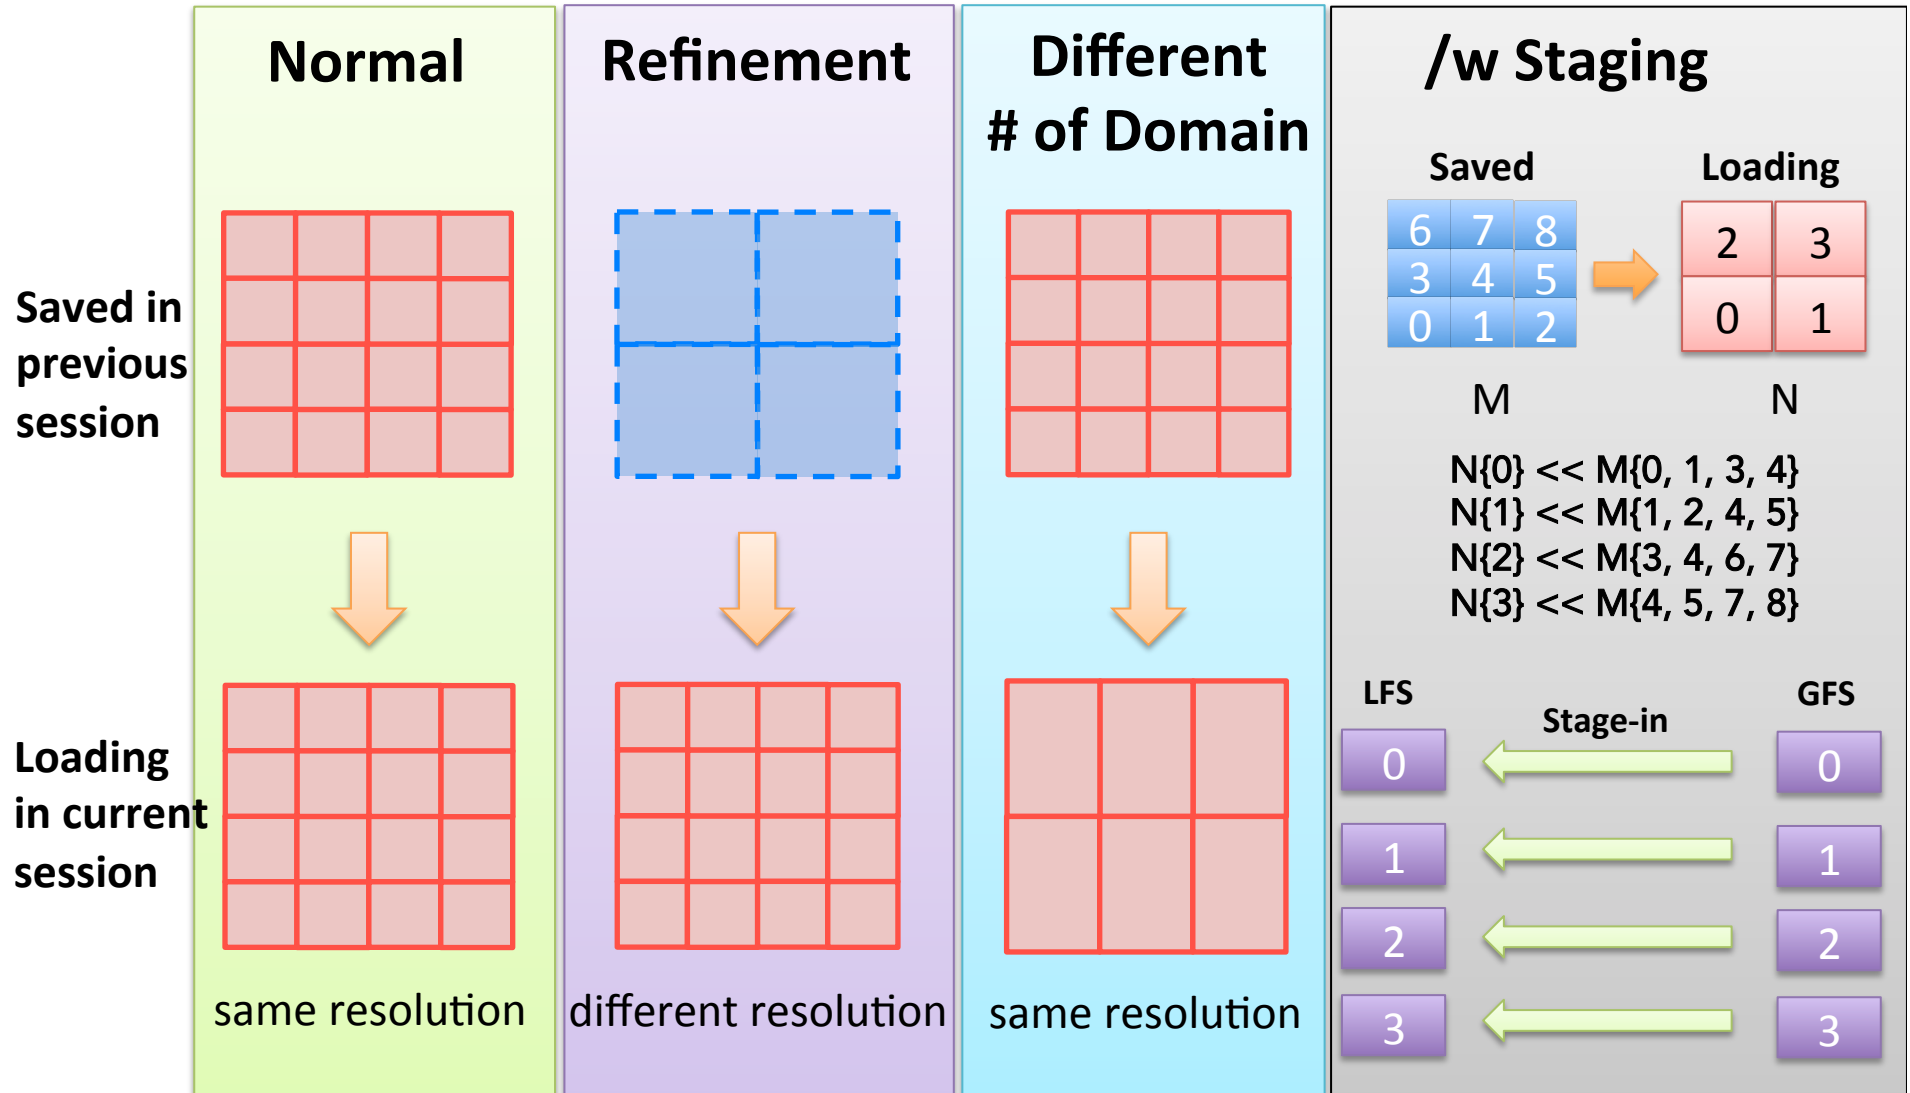 Normal
Refinement
Different
# of Domain
/w Staging
Saved in
previous
session
Loading
in current
session
same resolution
different resolution
same resolution
Saved
Loading
6 7 8
3 4 5
0 1 2
2 3
0 1
M
N
N{0} << M{0, 1, 3, 4}
N{1} << M{1, 2, 4, 5}
N{2} << M{3, 4, 6, 7}
N{3} << M{4, 5, 7, 8}
LFS
Stage-in
GFS
0 0
1 1
2 2
3 3